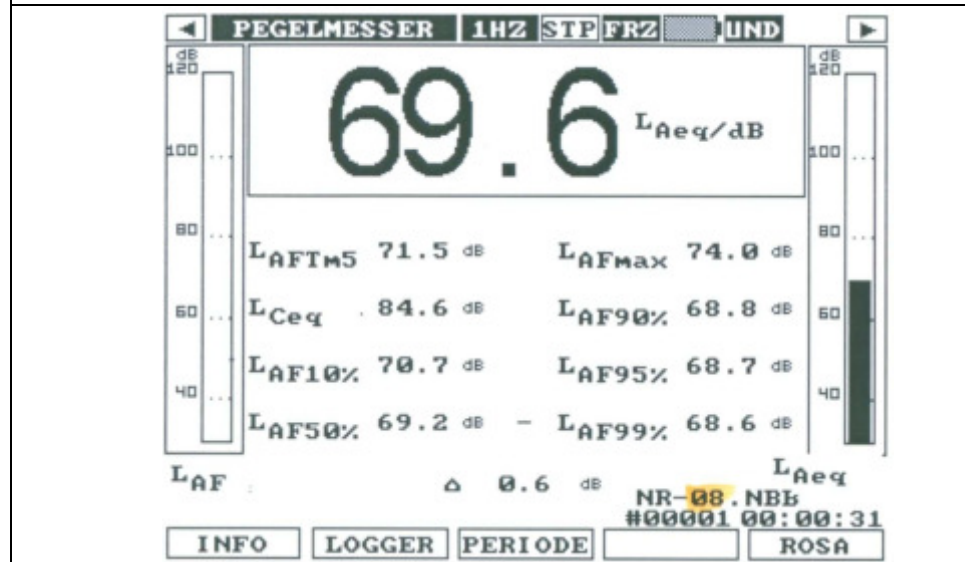 ◄ PEGELMESSER 1HZ STP FRZ UND ►
dB
120
100
80
60
40
69.6 LAeq/dB
dB
120
100
80
60
40
LAFTm5 71.5 dB LAFmax 74.0 dB
LCeq 84.6 dB LAF90% 68.8 dB
LAF10% 70.7 dB LAF95% 68.7 dB
LAF50% 69.2 dB - LAF99% 68.6 dB
LAF Δ 0.6 dB LAeq
NR-08.
#00001 00:00:31
INFO LOGGER PERIODE ROSA